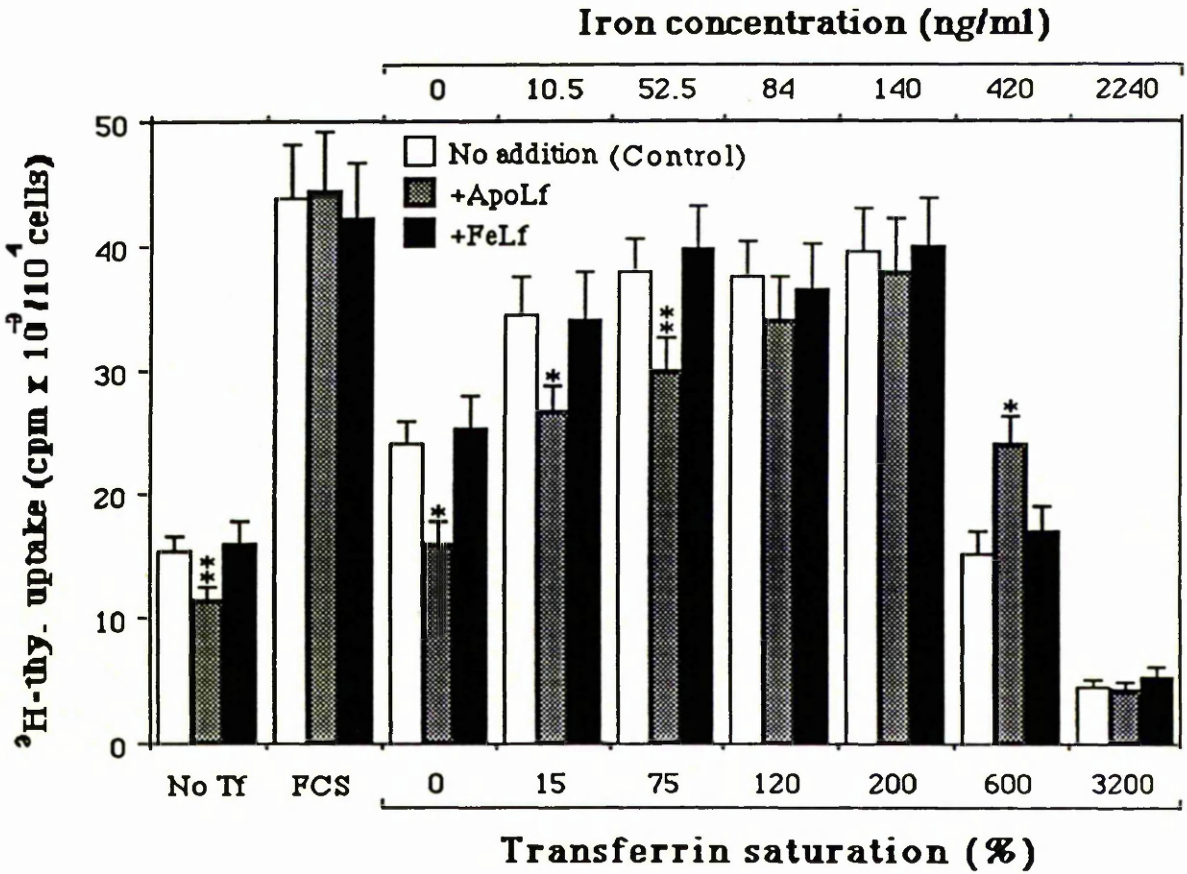 Iron concentration (ng/ml)
0 10.5 52.5 84 140 420 2240
50
40
30
20
10
0
³H-thy. uptake (cpm x 10⁻³/10⁴ cells)
No addition (Control)
+ApoLf
+FeLf
**
*
*
**
*
No Tf FCS 0 15 75 120 200 600 3200
Transferrin saturation (%)